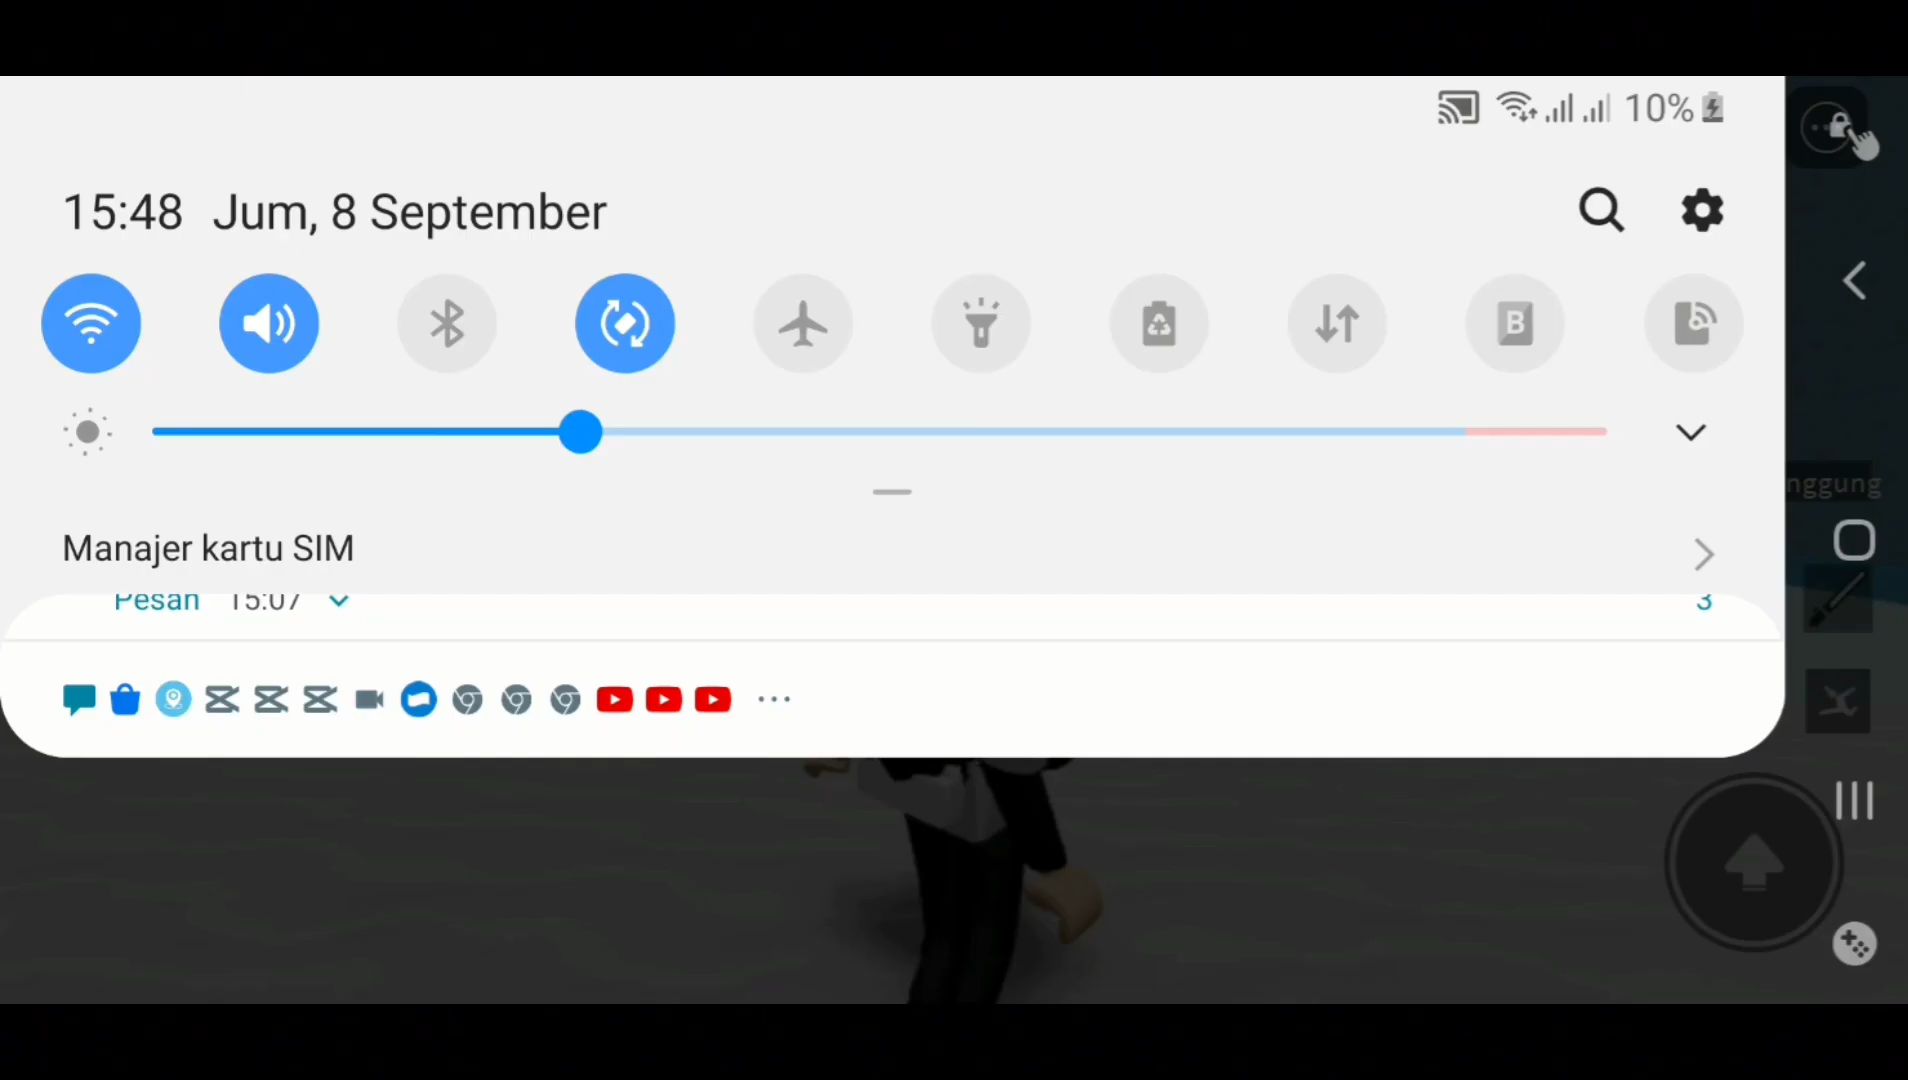 10%
15:48 Jum, 8 September
B
nggung
Manajer kartu SIM
Pesan 15:07
3